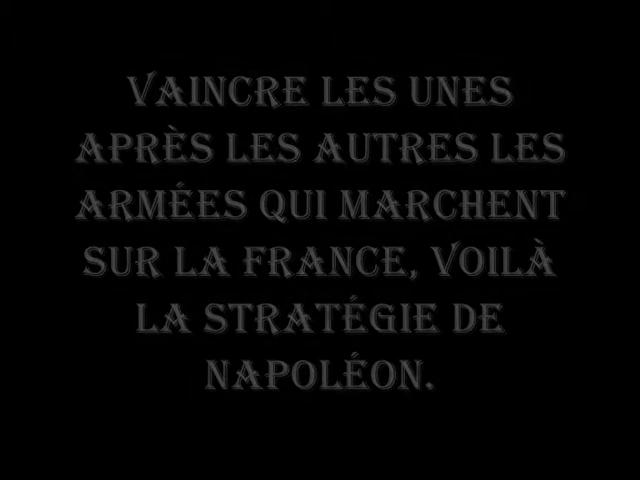 VAINCRE LES UNES
APRÈS LES AUTRES LES
ARMÉES QUI MARCHENT
SUR LA FRANCE, VOILÀ
LA STRATÉGIE DE
NAPOLÉON.